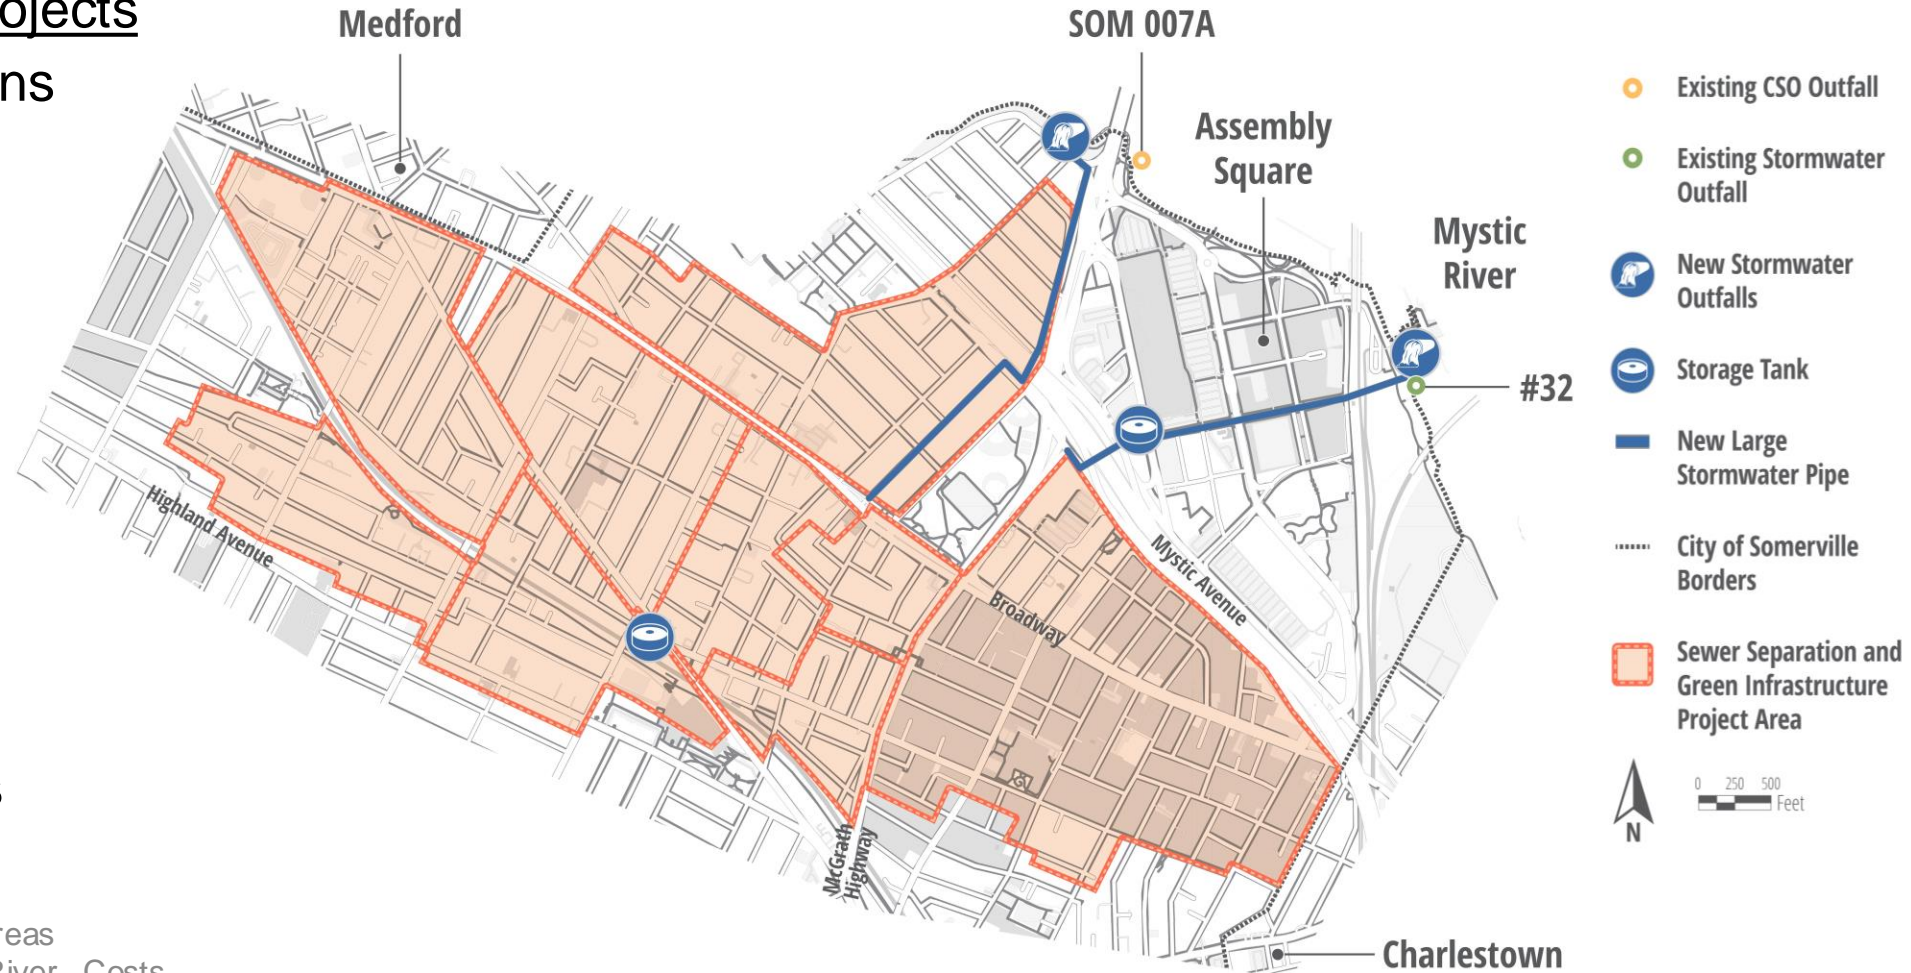 ojects
ns
Medford
SOM 007A
Assembly
Square
Mystic
River
#32
Highland Avenue
Broadway
Mystic Avenue
McGrath
Highway
Charlestown
Existing CSO Outfall
Existing Stormwater
Outfall
New Stormwater
Outfalls
Storage Tank
New Large
Stormwater Pipe
City of Somerville
Borders
Sewer Separation and
Green Infrastructure
Project Area
0 250 500
Feet
N
s
reas
River Costs